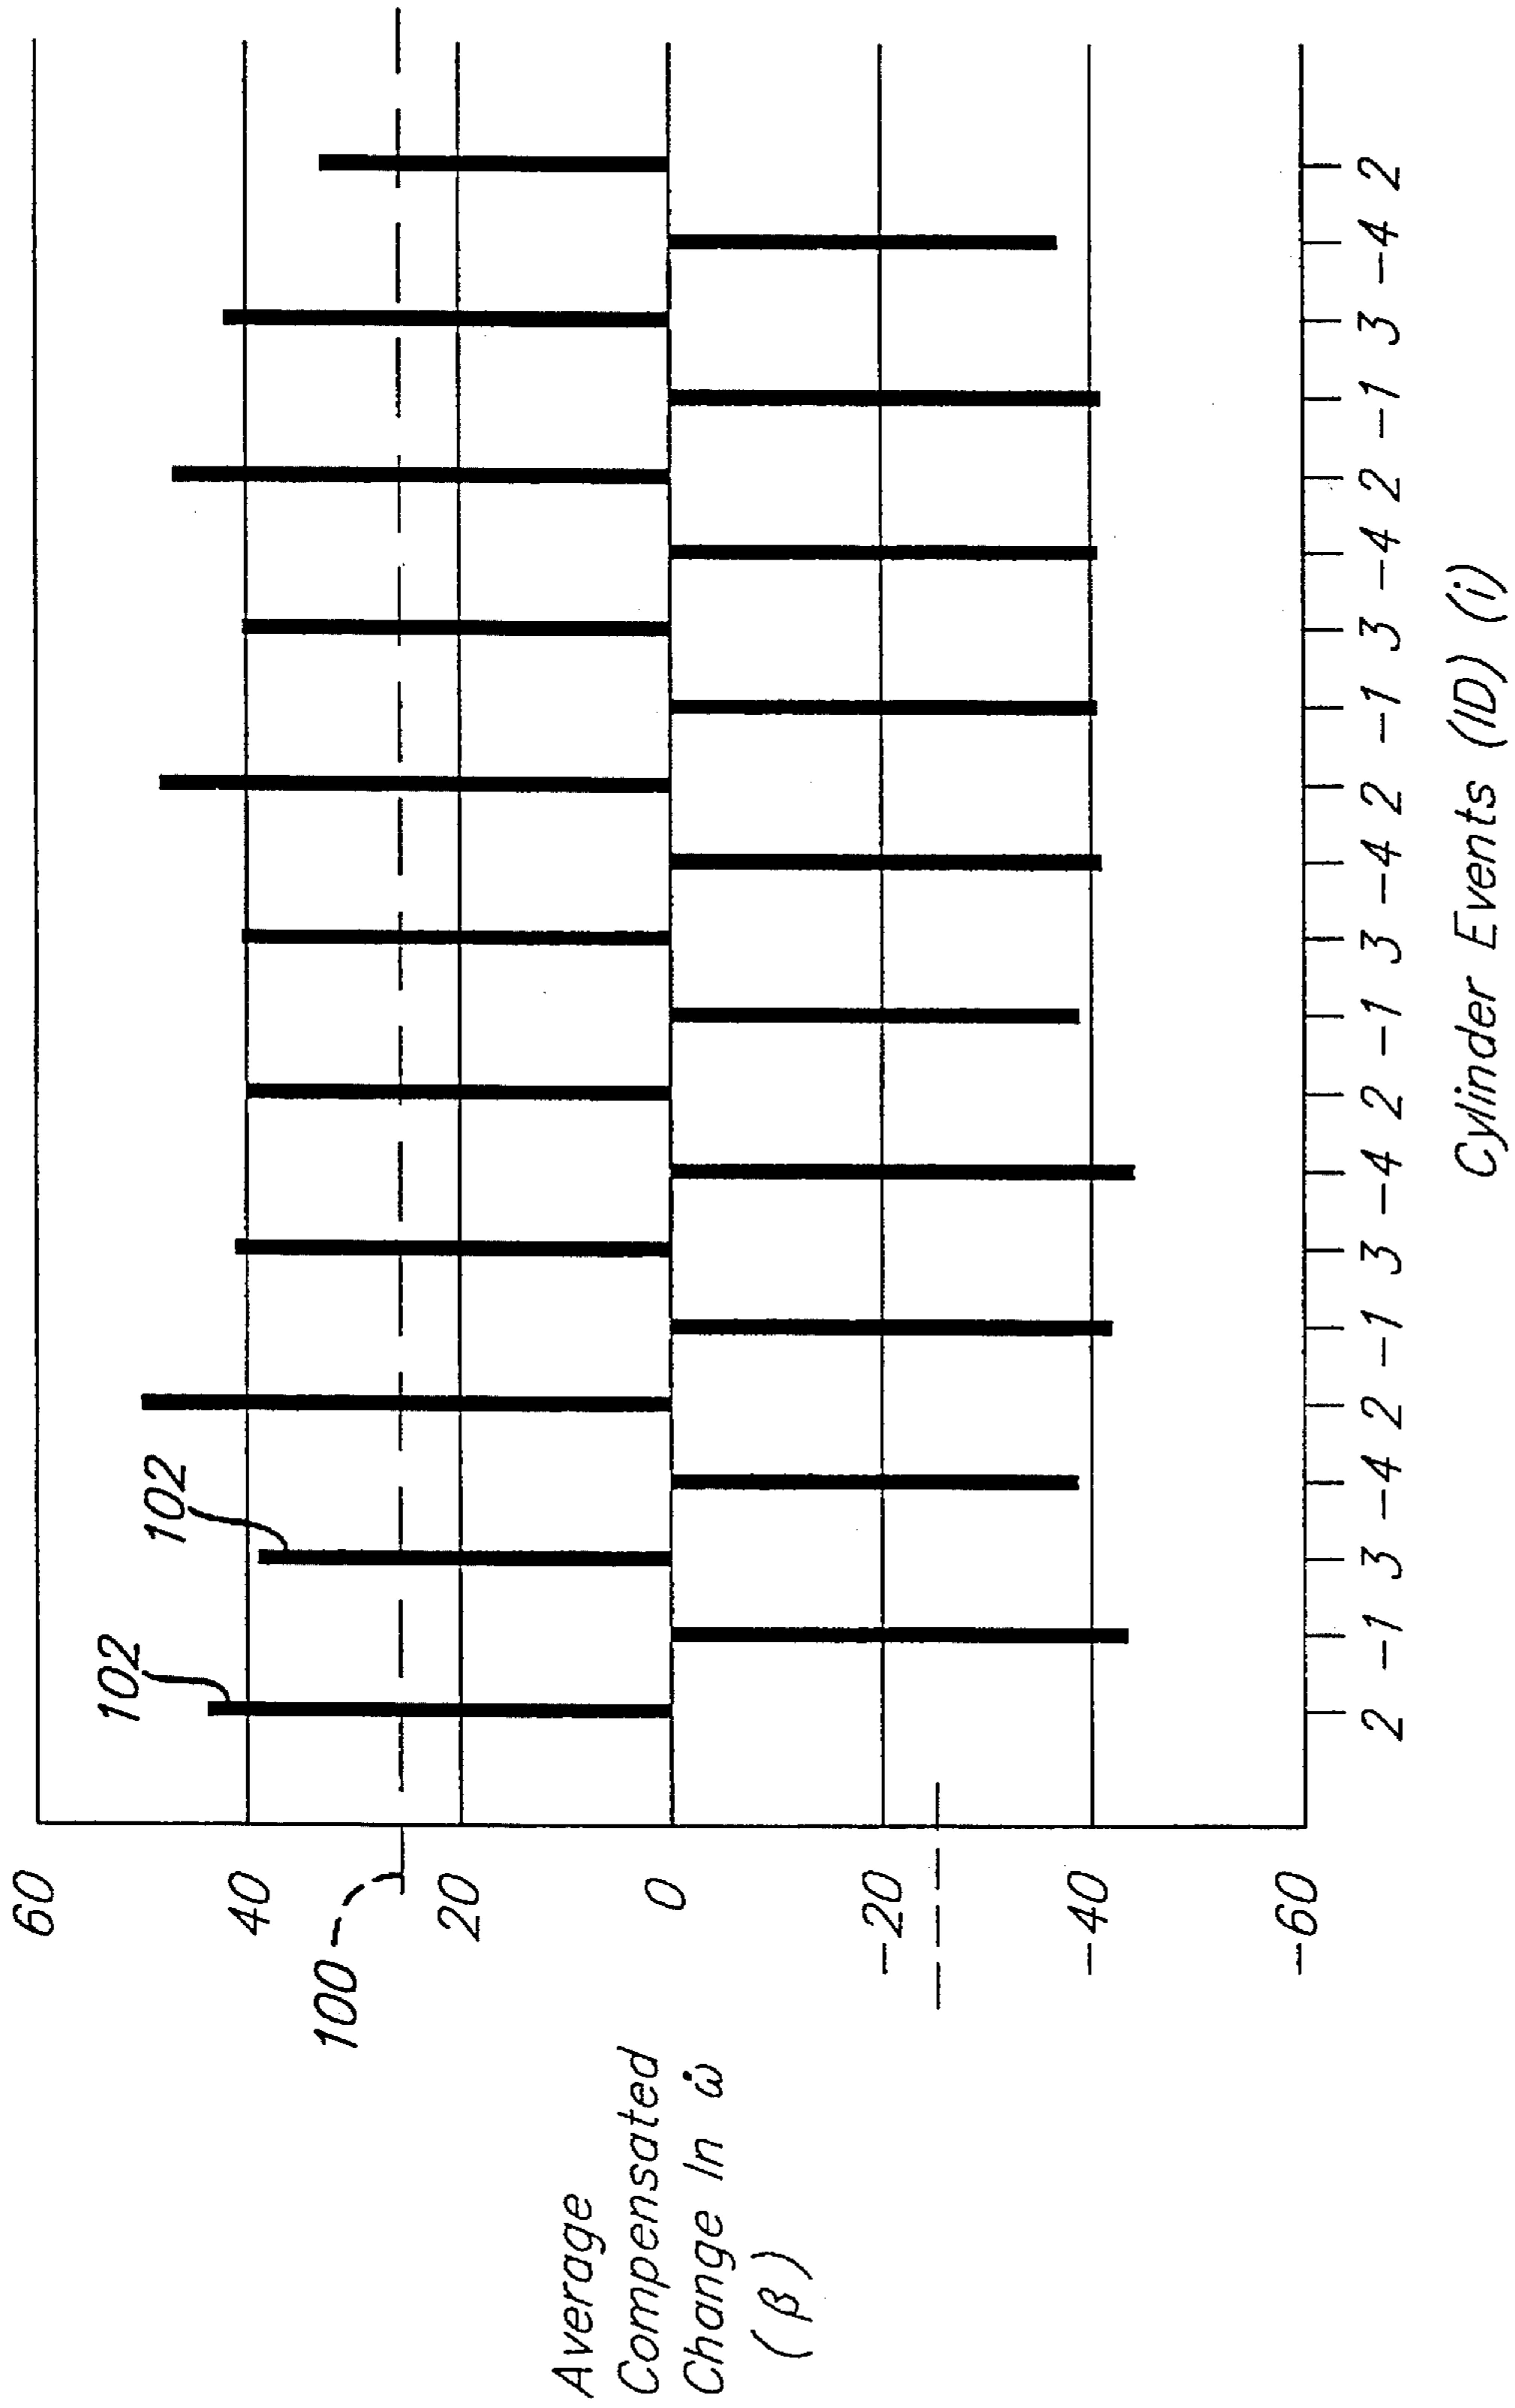 Average
Compensated
Change In ω̇
(β)
60
40
100
20
0
-20
-40
-60
102
102
2 -1 3 -4 2 -1 3 -4 2 -1 3 -4 2 -1 3 -4 2 -1 3 -4 2
Cylinder Events (ID) (i)